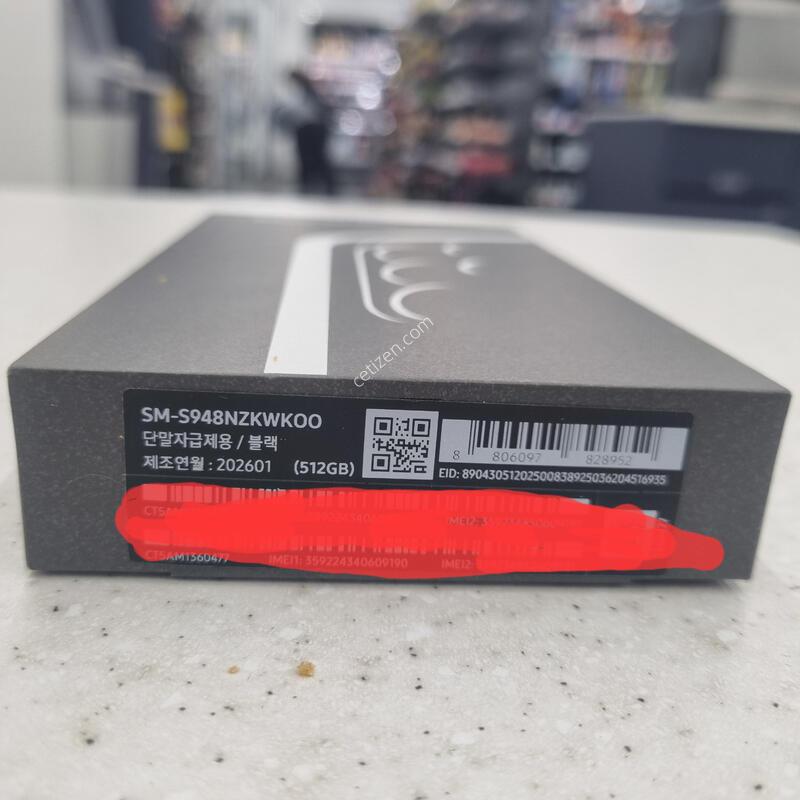 cetizen.com
SM-S948NZKWKOO
단말자급제용 / 블랙
제조연월 : 202601 (512GB)
8 806097 828952
EID: 89043051202500838925036204516935
CT5AM1360477 IMEI1: 359224340609190 IMEI2: